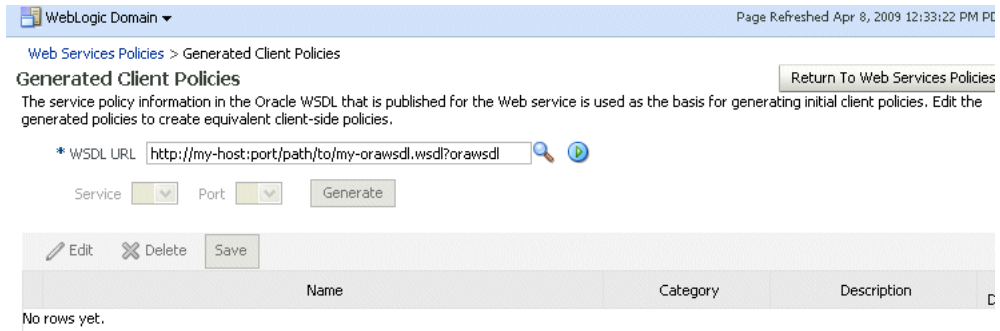 WebLogic Domain
Page Refreshed Apr 8, 2009 12:33:22 PM PD
Web Services Policies > Generated Client Policies
Generated Client Policies
Return To Web Services Policies
The service policy information in the Oracle WSDL that is published for the Web service is used as the basis for generating initial client policies. Edit the
generated policies to create equivalent client-side policies.
* WSDL URL http://my-host:port/path/to/my-orawsdl.wsdl?orawsdl
Service Port Generate
Edit Delete Save
Name Category Description D
No rows yet.